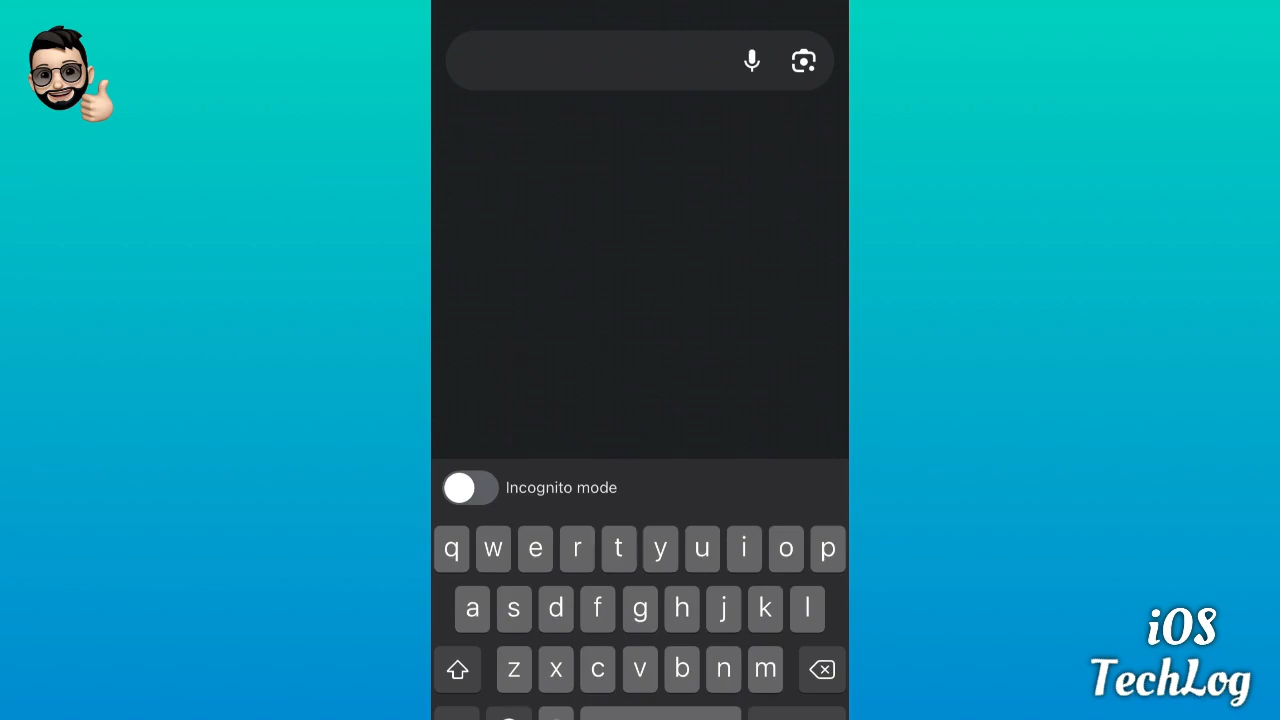 Incognito mode
q w e r t y u i o p
a s d f g h j k l
z x c v b n m
iOS
TechLog